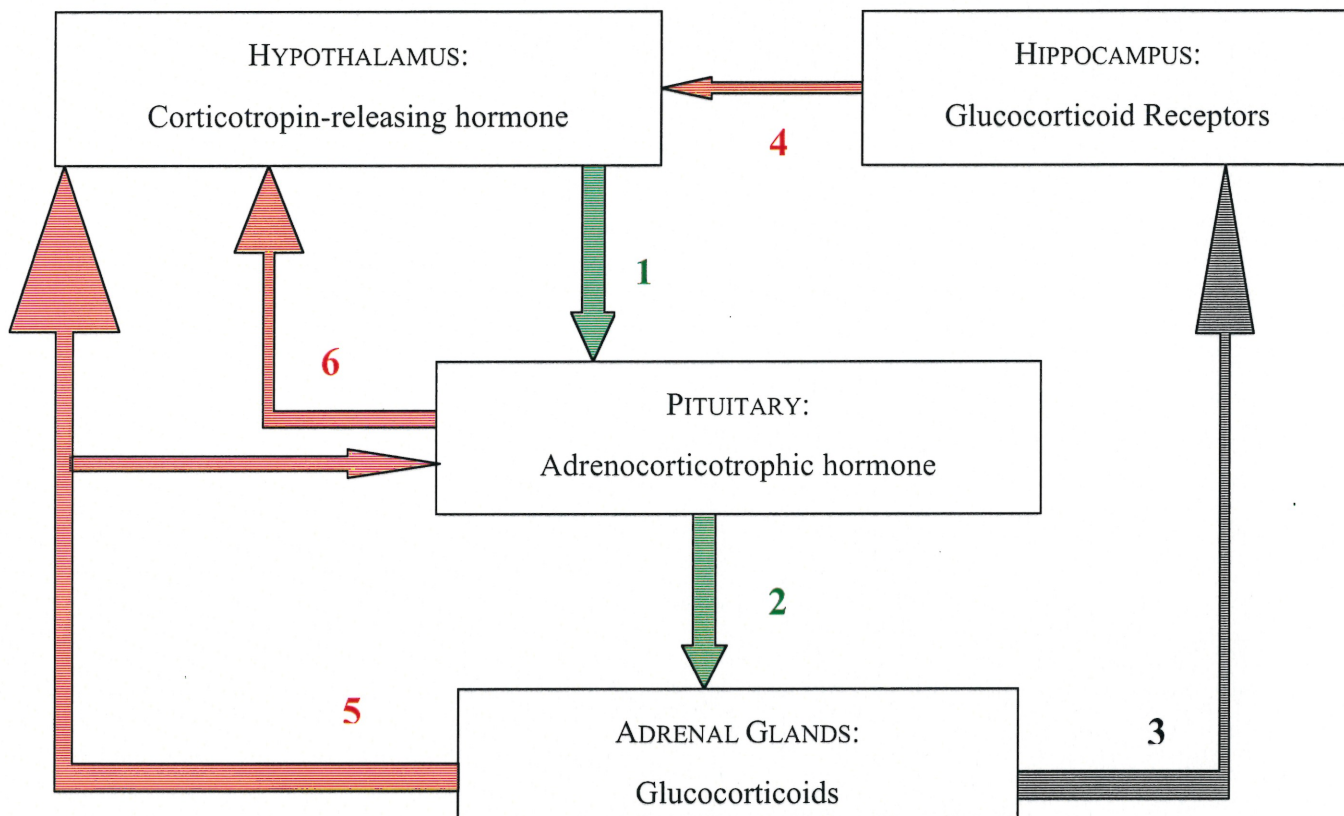 HYPOTHALAMUS:
Corticotropin-releasing hormone
HIPPOCAMPUS:
Glucocorticoid Receptors
4
1
6
PITUITARY:
Adrenocorticotrophic hormone
2
5
3
ADRENAL GLANDS:
Glucocorticoids